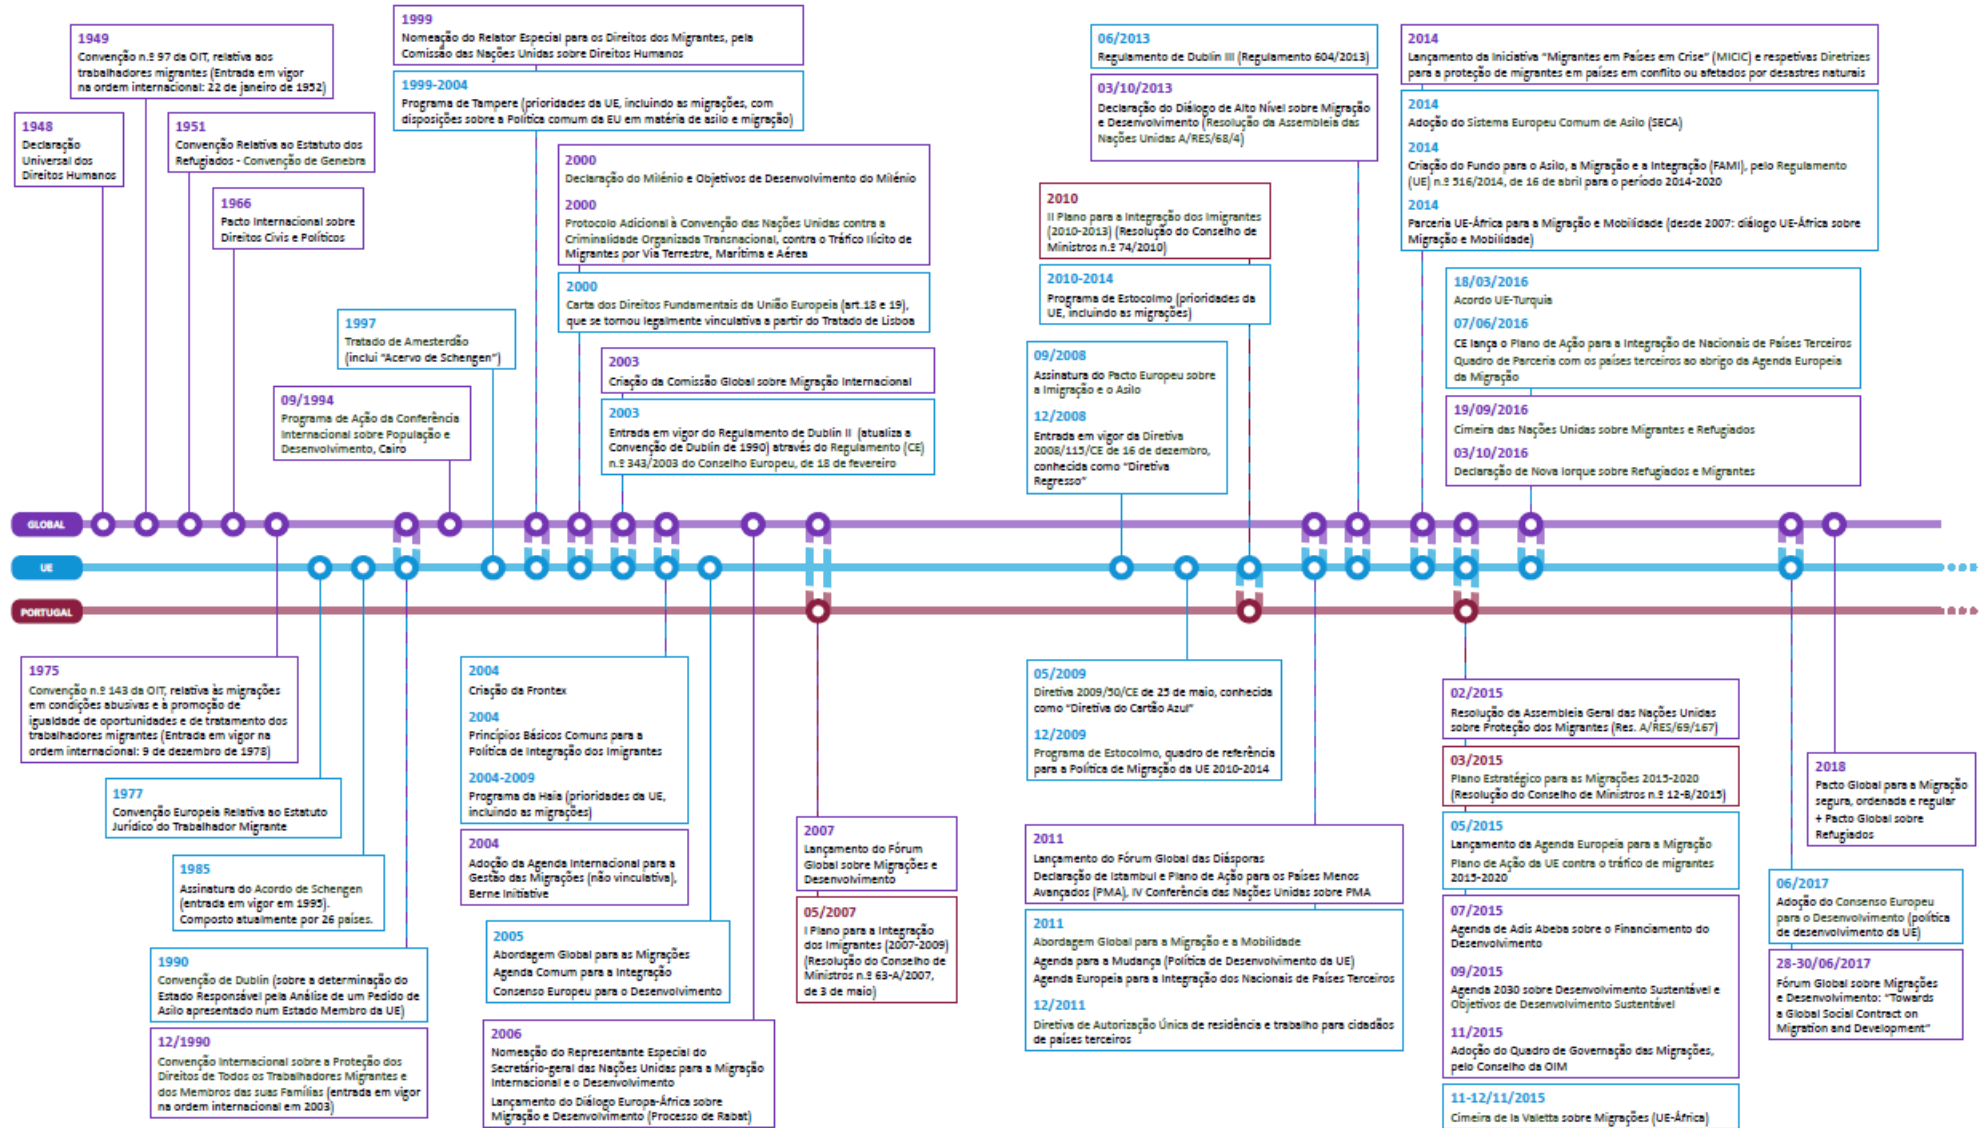 1949
Convenção n.º 97 da OIT, relativa aos
trabalhadores migrantes (Entrada em vigor
na ordem internacional: 22 de janeiro de 1952)
1948
Declaração
Universal dos
Direitos Humanos
1951
Convenção Relativa ao Estatuto dos
Refugiados - Convenção de Genebra
1966
Pacto Internacional sobre
Direitos Civis e Políticos
09/1994
Programa de Ação da Conferência
Internacional sobre População e
Desenvolvimento, Cairo
1997
Tratado de Amesterdão
(inclui “Acervo de Schengen”)
1999
Nomeação do Relator Especial para os Direitos dos Migrantes, pela
Comissão das Nações Unidas sobre Direitos Humanos
1999-2004
Programa de Tampere (prioridades da UE, incluindo as migrações, com
disposições sobre a Política comum da EU em matéria de asilo e migração)
2000
Declaração do Milénio e Objetivos de Desenvolvimento do Milénio
2000
Protocolo Adicional à Convenção das Nações Unidas contra a
Criminalidade Organizada Transnacional, contra o Tráfico Ilícito de
Migrantes por Via Terrestre, Marítima e Aérea
2000
Carta dos Direitos Fundamentais da União Europeia (art.18 e 19),
que se tornou legalmente vinculativa a partir do Tratado de Lisboa
2003
Criação da Comissão Global sobre Migração Internacional
2003
Entrada em vigor do Regulamento de Dublin II (atualiza a
Convenção de Dublin de 1990) através do Regulamento (CE)
n.º 343/2003 do Conselho Europeu, de 18 de fevereiro
06/2013
Regulamento de Dublin III (Regulamento 604/2013)
03/10/2013
Declaração do Diálogo de Alto Nível sobre Migração
e Desenvolvimento (Resolução da Assembleia das
Nações Unidas A/RES/68/4)
2010
II Plano para a Integração dos Imigrantes
(2010-2013) (Resolução do Conselho de
Ministros n.º 74/2010)
2010-2014
Programa de Estocolmo (prioridades da
UE, incluindo as migrações)
09/2008
Assinatura do Pacto Europeu sobre
a Imigração e o Asilo
12/2008
Entrada em vigor da Diretiva
2008/115/CE de 16 de dezembro,
conhecida como “Diretiva
Regresso”
2014
Lançamento da Iniciativa “Migrantes em Países em Crise” (MICIC) e respetivas Diretrizes
para a proteção de migrantes em países em conflito ou afetados por desastres naturais
2014
Adoção do Sistema Europeu Comum de Asilo (SECA)
2014
Criação do Fundo para o Asilo, a Migração e a Integração (FAMI), pelo Regulamento
(UE) n.º 516/2014, de 16 de abril para o período 2014-2020
2014
Parceria UE-África para a Migração e Mobilidade (desde 2007: diálogo UE-África sobre
Migração e Mobilidade)
18/03/2016
Acordo UE-Turquia
07/06/2016
CE lança o Plano de Ação para a Integração de Nacionais de Países Terceiros
Quadro de Parceria com os países terceiros ao abrigo da Agenda Europeia
da Migração
19/09/2016
Cimeira das Nações Unidas sobre Migrantes e Refugiados
03/10/2016
Declaração de Nova Iorque sobre Refugiados e Migrantes
GLOBAL
UE
PORTUGAL
1975
Convenção n.º 143 da OIT, relativa às migrações
em condições abusivas e à promoção de
igualdade de oportunidades e de tratamento dos
trabalhadores migrantes (Entrada em vigor na
ordem internacional: 9 de dezembro de 1978)
1977
Convenção Europeia Relativa ao Estatuto
Jurídico do Trabalhador Migrante
1985
Assinatura do Acordo de Schengen
(entrada em vigor em 1995).
Composto atualmente por 26 países.
1990
Convenção de Dublin (sobre a determinação do
Estado Responsável pela Análise de um Pedido de
Asilo apresentado num Estado Membro da UE)
12/1990
Convenção Internacional sobre a Proteção dos
Direitos de Todos os Trabalhadores Migrantes e
dos Membros das suas Famílias (entrada em vigor
na ordem internacional em 2003)
2004
Criação da Frontex
2004
Princípios Básicos Comuns para a
Política de Integração dos Imigrantes
2004-2009
Programa da Haia (prioridades da UE,
incluindo as migrações)
2004
Adoção da Agenda Internacional para a
Gestão das Migrações (não vinculativa),
Berne Initiative
2005
Abordagem Global para as Migrações
Agenda Comum para a Integração
Consenso Europeu para o Desenvolvimento
2006
Nomeação do Representante Especial do
Secretário-geral das Nações Unidas para a Migração
Internacional e o Desenvolvimento
Lançamento do Diálogo Europa-África sobre
Migração e Desenvolvimento (Processo de Rabat)
2007
Lançamento do Fórum
Global sobre Migrações e
Desenvolvimento
05/2007
I Plano para a Integração
dos Imigrantes (2007-2009)
(Resolução do Conselho de
Ministros n.º 63-A/2007,
de 3 de maio)
05/2009
Diretiva 2009/50/CE de 25 de maio, conhecida
como “Diretiva do Cartão Azul”
12/2009
Programa de Estocolmo, quadro de referência
para a Política de Migração da UE 2010-2014
2011
Lançamento do Fórum Global das Diásporas
Declaração de Istambul e Plano de Ação para os Países Menos
Avançados (PMA), IV Conferência das Nações Unidas sobre PMA
2011
Abordagem Global para a Migração e a Mobilidade
Agenda para a Mudança (Política de Desenvolvimento da UE)
Agenda Europeia para a Integração dos Nacionais de Países Terceiros
12/2011
Diretiva de Autorização Única de residência e trabalho para cidadãos
de países terceiros
02/2015
Resolução da Assembleia Geral das Nações Unidas
sobre Proteção dos Migrantes (Res. A/RES/69/167)
03/2015
Plano Estratégico para as Migrações 2015-2020
(Resolução do Conselho de Ministros n.º 12-B/2015)
05/2015
Lançamento da Agenda Europeia para a Migração
Plano de Ação da UE contra o tráfico de migrantes
2015-2020
07/2015
Agenda de Adis Abeba sobre o Financiamento do
Desenvolvimento
09/2015
Agenda 2030 sobre Desenvolvimento Sustentável e
Objetivos de Desenvolvimento Sustentável
11/2015
Adoção do Quadro de Governação das Migrações,
pelo Conselho da OIM
11-12/11/2015
Cimeira de la Valetta sobre Migrações (UE-África)
2018
Pacto Global para a Migração
segura, ordenada e regular
+ Pacto Global sobre
Refugiados
06/2017
Adoção do Consenso Europeu
para o Desenvolvimento (política
de desenvolvimento da UE)
28-30/06/2017
Fórum Global sobre Migrações
e Desenvolvimento: “Towards
a Global Social Contract on
Migration and Development”